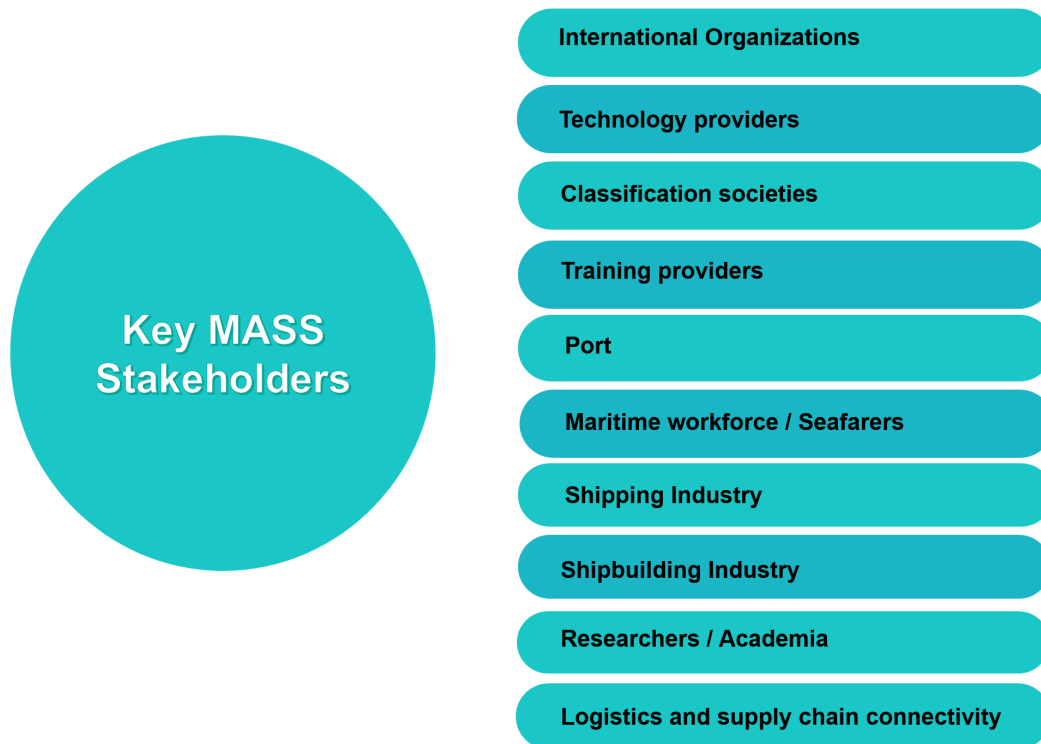 Key MASS
Stakeholders
International Organizations
Technology providers
Classification societies
Training providers
Port
Maritime workforce / Seafarers
Shipping Industry
Shipbuilding Industry
Researchers / Academia
Logistics and supply chain connectivity